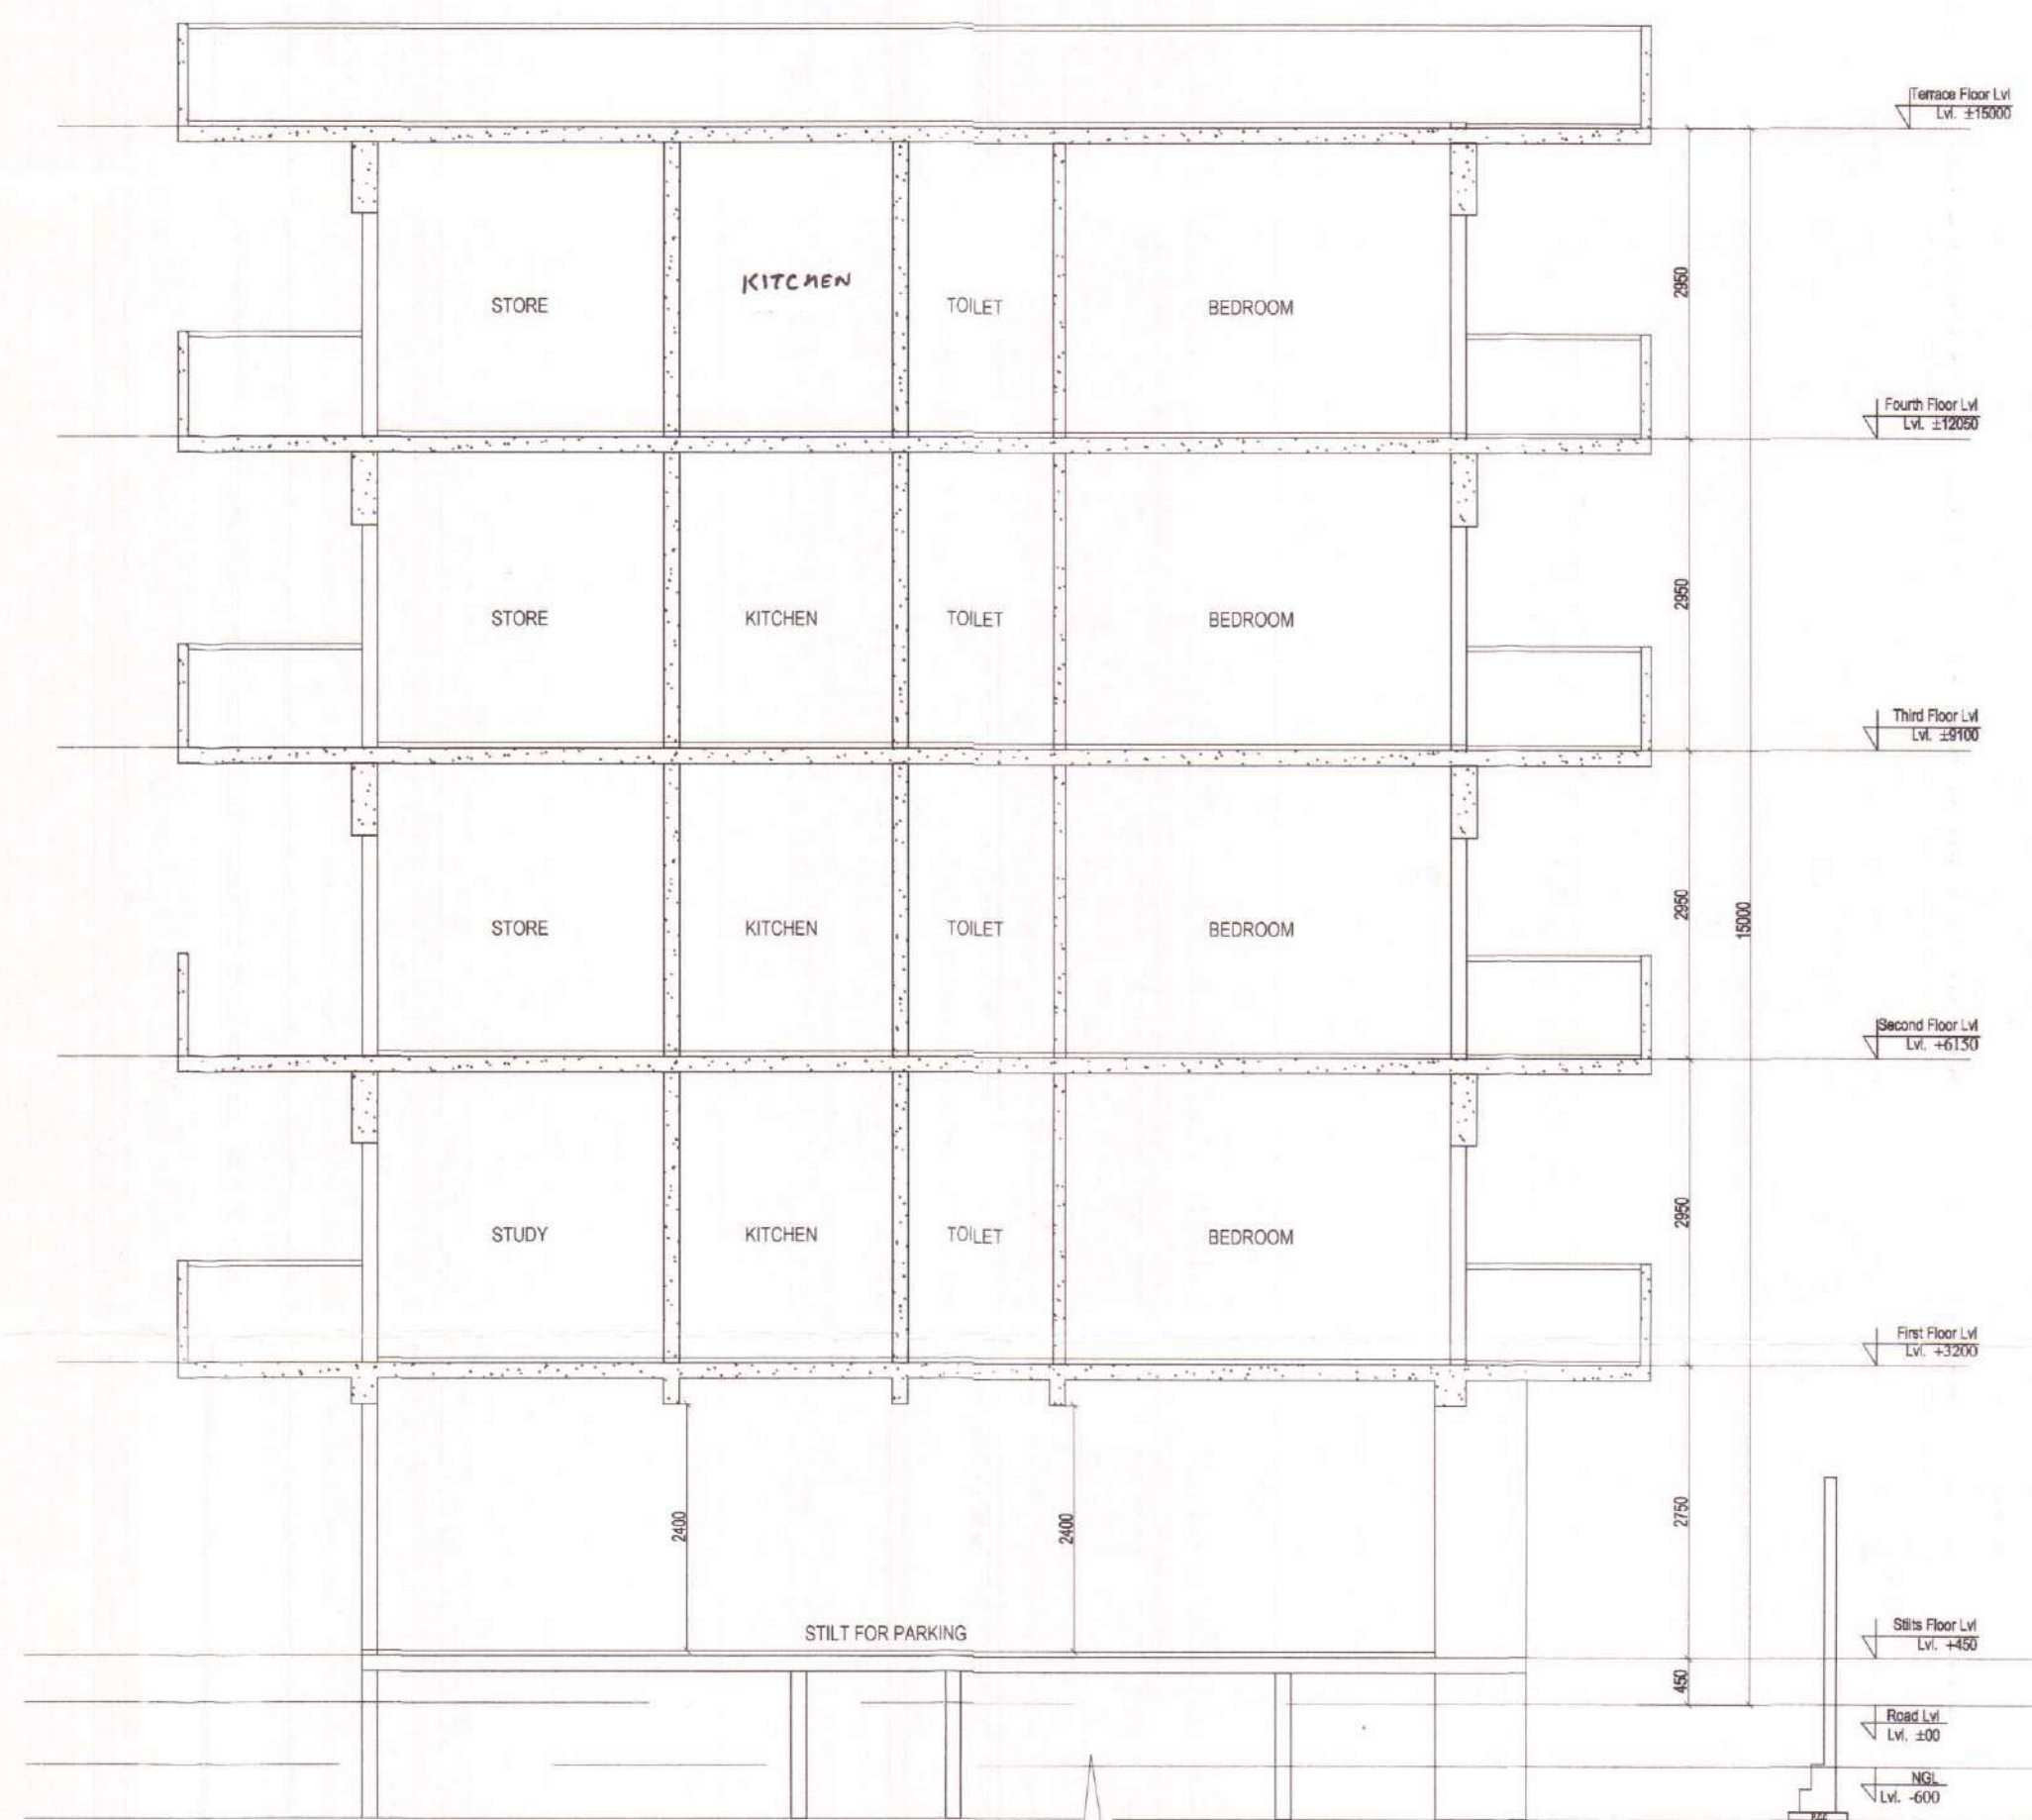 Terrace Floor Lvl
Lvl. ±15000
2950
STORE
KITCHEN
TOILET
BEDROOM
Fourth Floor Lvl
Lvl. ±12050
2950
STORE
KITCHEN
TOILET
BEDROOM
Third Floor Lvl
Lvl. ±9100
2950
15000
STORE
KITCHEN
TOILET
BEDROOM
Second Floor Lvl
Lvl. +6150
2950
STUDY
KITCHEN
TOILET
BEDROOM
First Floor Lvl
Lvl. +3200
2400
2400
2750
STILT FOR PARKING
Stilts Floor Lvl
Lvl. +450
450
Road Lvl
Lvl. ±00
NGL
Lvl. -600